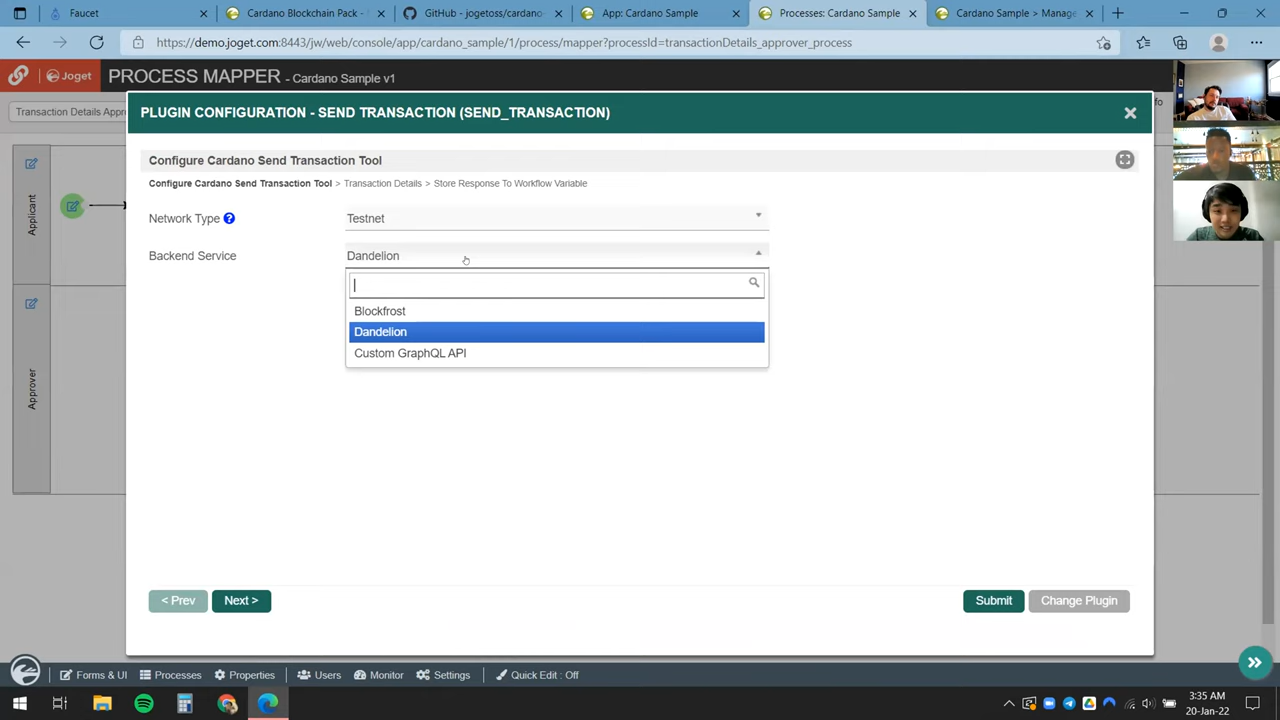 Faucet
Cardano Blockchain Pack -
GitHub - jogetoss/cardano-
App: Cardano Sample
Processes: Cardano Sample
Cardano Sample > Manage
https://demo.joget.com:8443/jw/web/console/app/cardano_sample/1/process/mapper?processId=transactionDetails_approver_process
Joget
PROCESS MAPPER - Cardano Sample v1
Transaction Details Appro
PLUGIN CONFIGURATION - SEND TRANSACTION (SEND_TRANSACTION)
Configure Cardano Send Transaction Tool
Configure Cardano Send Transaction Tool > Transaction Details > Store Response To Workflow Variable
Applicant
Network Type ?
Testnet
Backend Service
Dandelion
Blockfrost
Dandelion
Custom GraphQL API
Approver
< Prev
Next >
Submit
Change Plugin
Forms & UI
Processes
Properties
Users
Monitor
Settings
Quick Edit : Off
3:35 AM
20-Jan-22